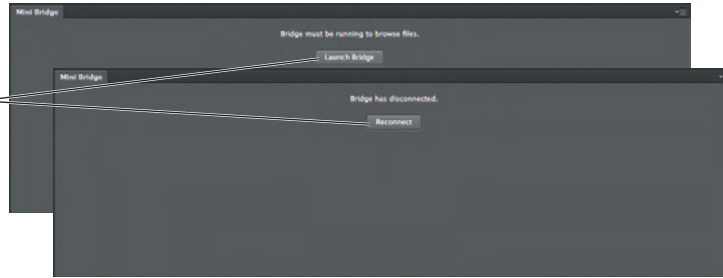 Mini Bridge
Bridge must be running to browse files.
Launch Bridge
Mini Bridge
Bridge has disconnected.
Reconnect